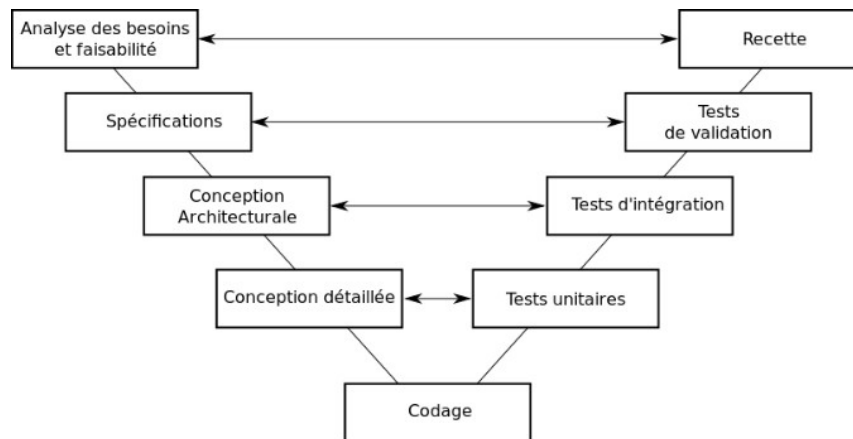 Analyse des besoins
et faisabilité
Recette
Spécifications
Tests
de validation
Conception
Architecturale
Tests d'intégration
Conception détaillée
Tests unitaires
Codage